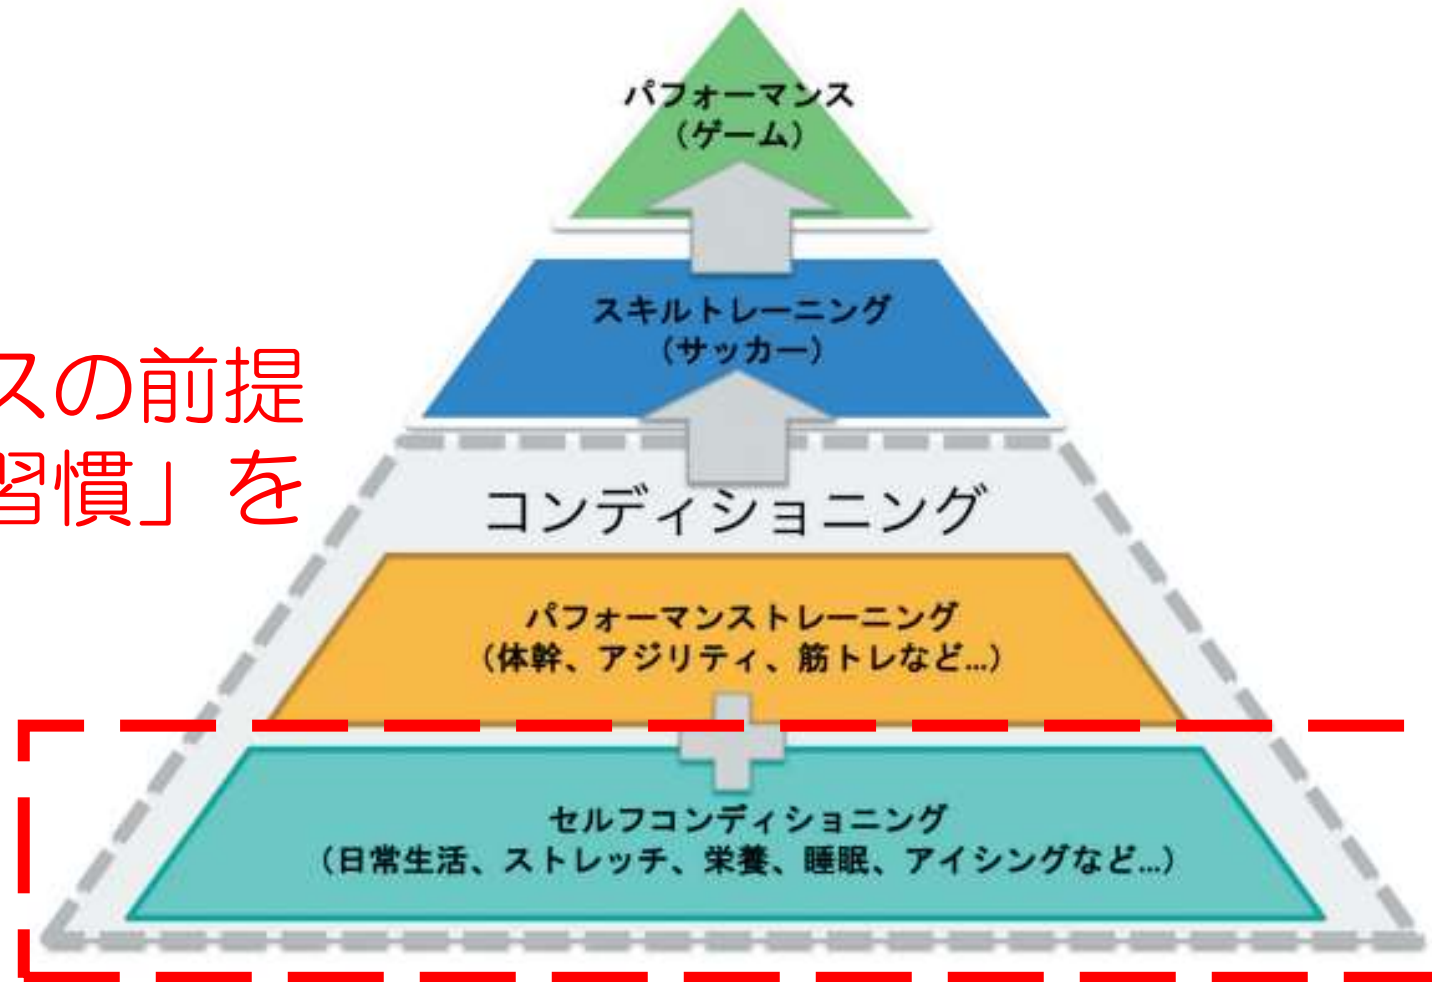 パフォーマンス
（ゲーム）
スキルトレーニング
（サッカー）
スの前提
習慣」を
コンディショニング
パフォーマンストレーニング
（体幹、アジリティ、筋トレなど…）
セルフコンディショニング
（日常生活、ストレッチ、栄養、睡眠、アイシングなど…）